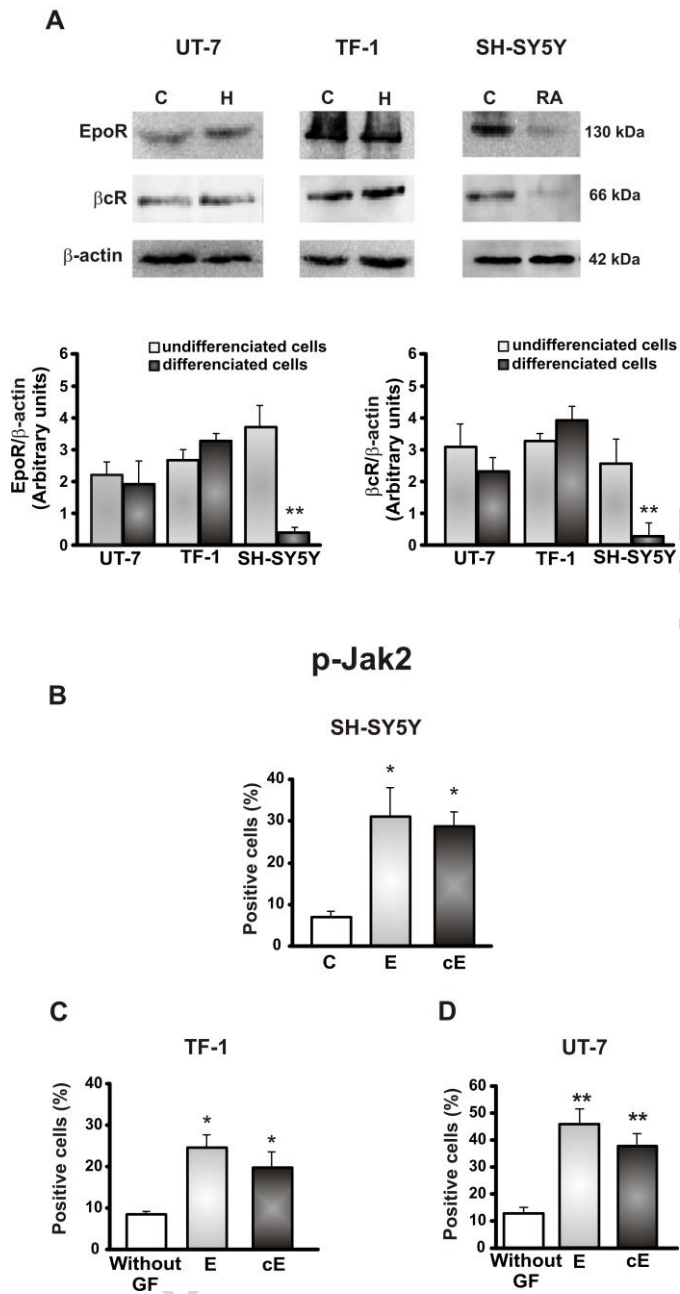 A
UT-7 TF-1 SH-SY5Y
C H C H C RA
EpoR 130 kDa
βcR 66 kDa
β-actin 42 kDa
undifferenciated cells
differenciated cells
EpoR/β-actin
(Arbitrary units)
6
5
4
3
2
1
0
UT-7 TF-1 SH-SY5Y
**
undifferenciated cells
differenciated cells
βcR/β-actin
(Arbitrary units)
6
5
4
3
2
1
0
UT-7 TF-1 SH-SY5Y
**
p-Jak2
B
SH-SY5Y
Positive cells (%)
40
30
20
10
0
* *
C E cE
C
TF-1
Positive cells (%)
40
30
20
10
0
* *
Without E cE
GF
D
UT-7
Positive cells (%)
60
50
40
30
20
10
0
** **
Without E cE
GF